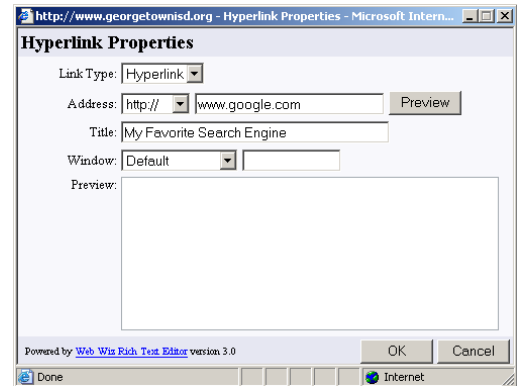 http://www.georgetownisd.org - Hyperlink Properties - Microsoft Intern...
Hyperlink Properties
Link Type: Hyperlink
Address: http:// www.google.com Preview
Title: My Favorite Search Engine
Window: Default
Preview:
Powered by Web Wiz Rich Text Editor version 3.0 OK Cancel
Done Internet